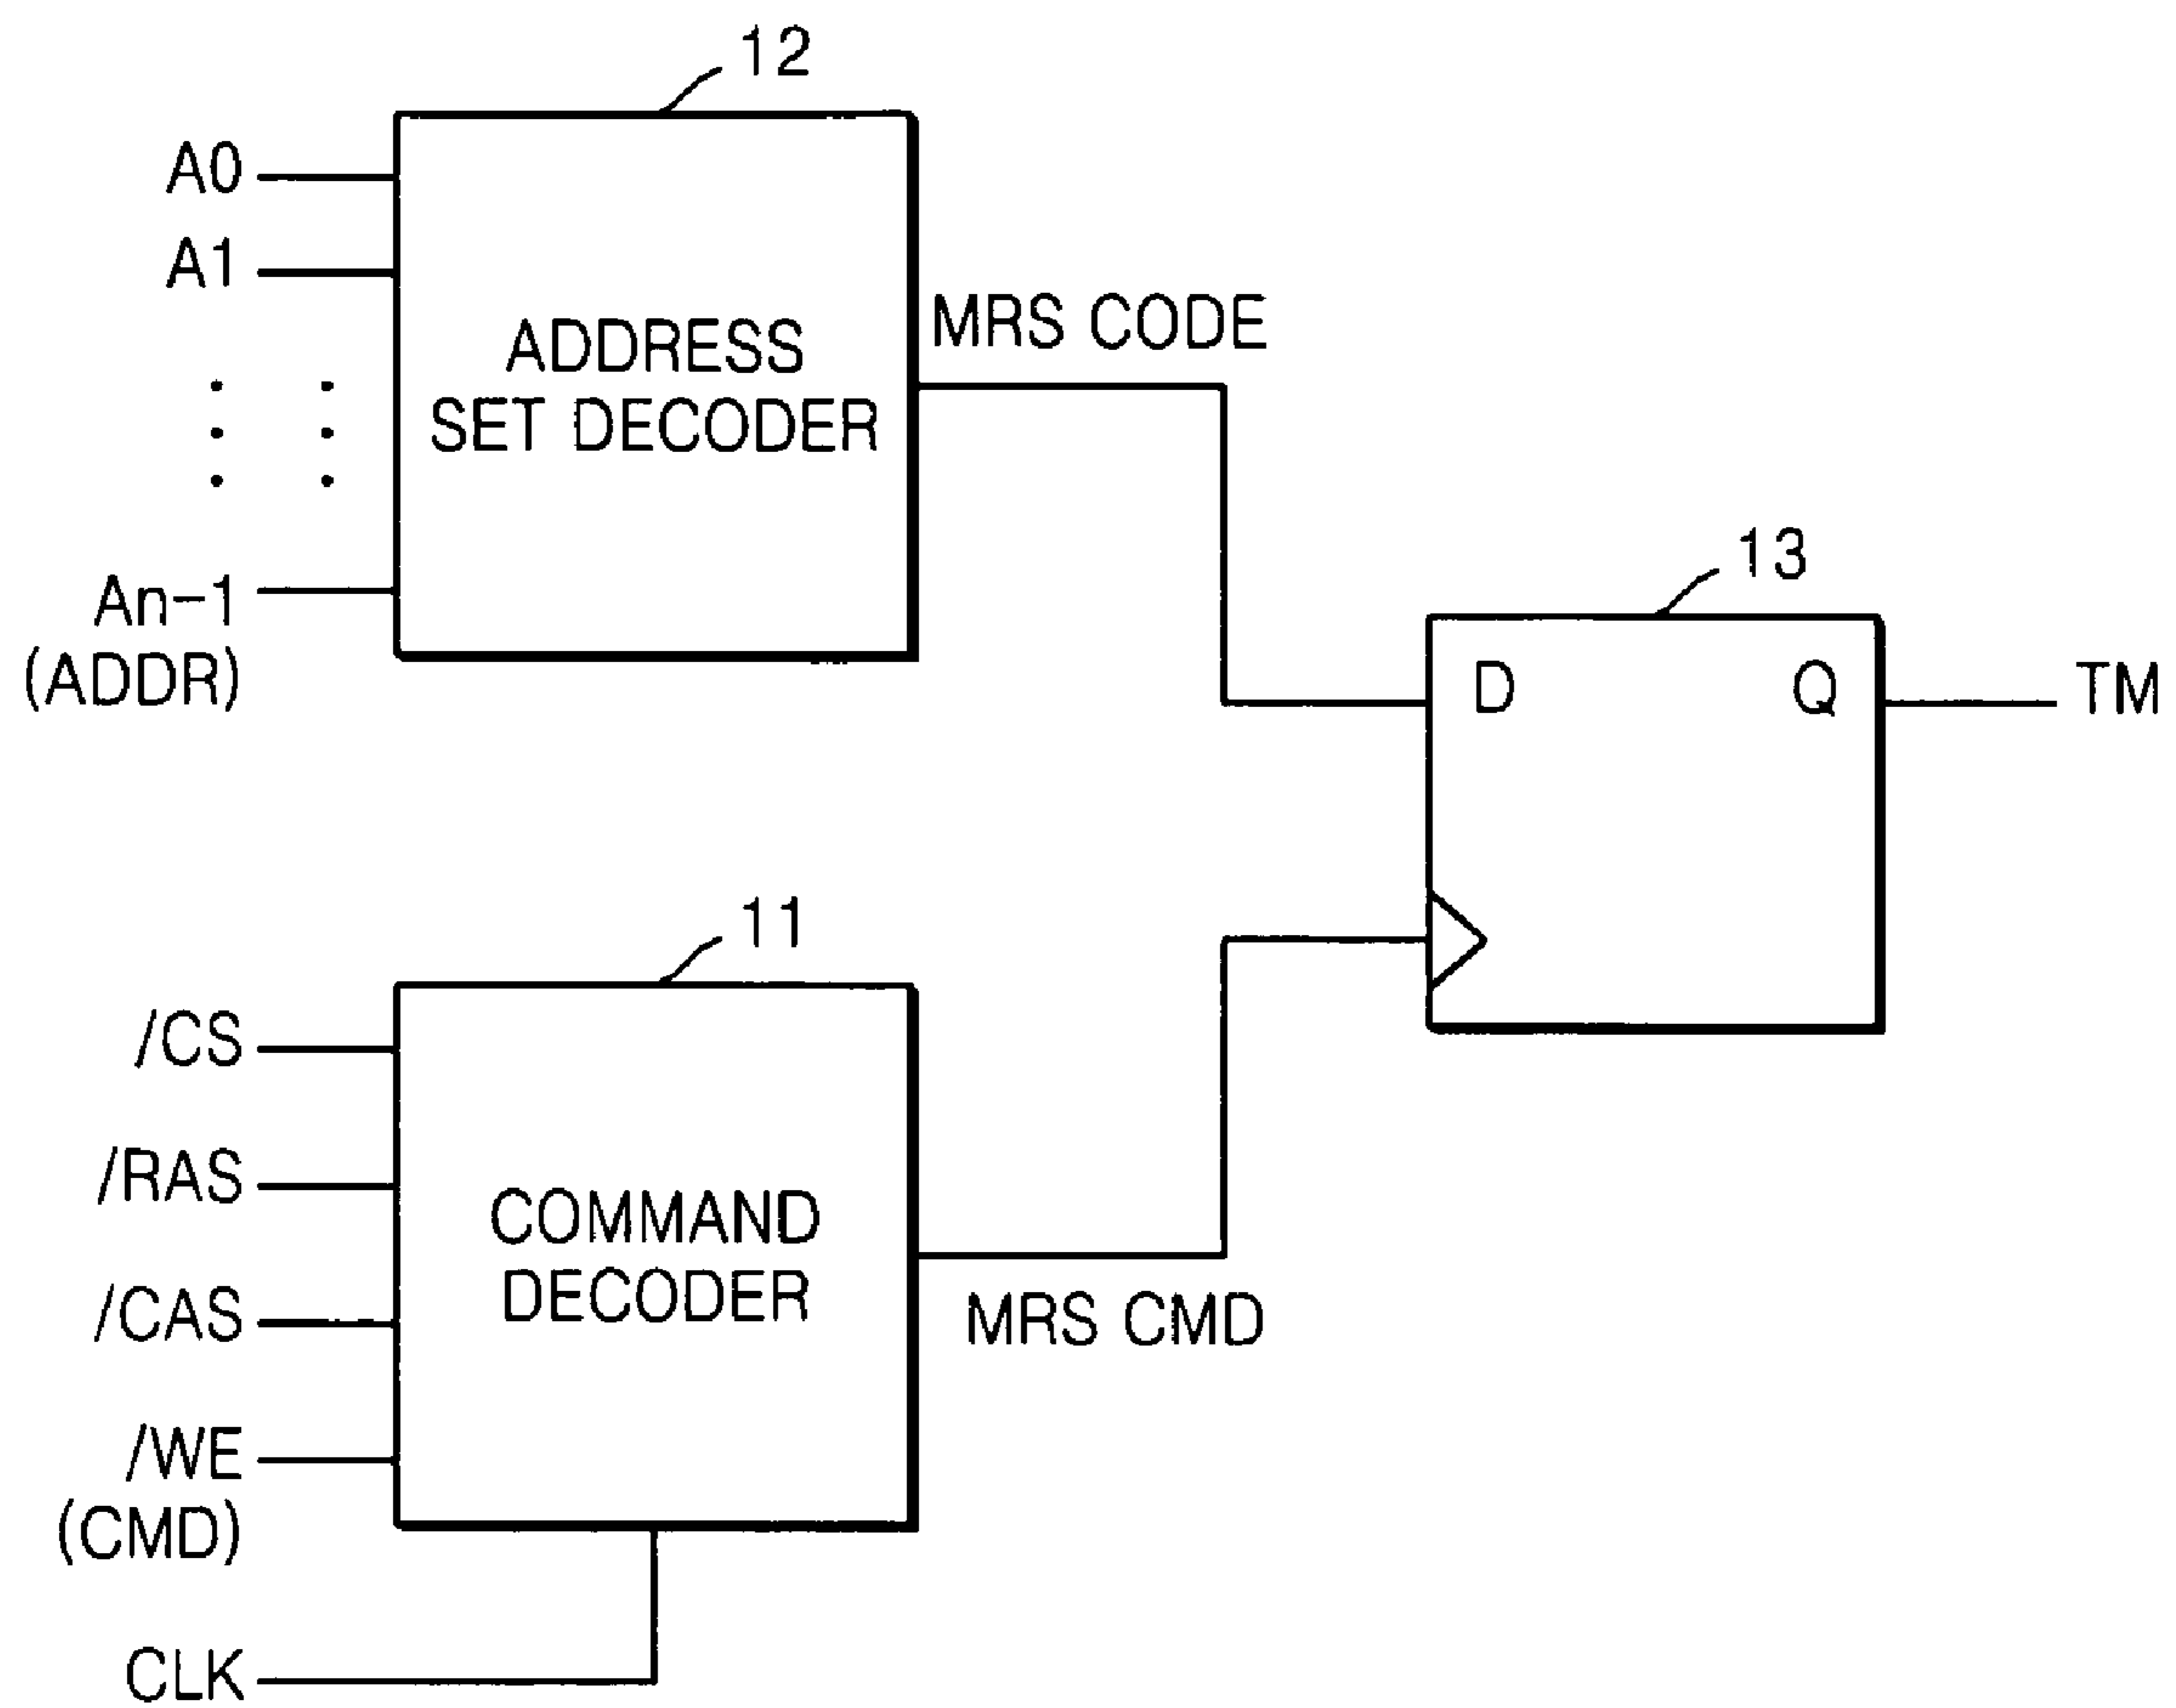 12
A0
A1
ADDRESS
SET DECODER
MRS CODE
An-1
(ADDR)
13
D
Q
TM
11
/CS
/RAS
/CAS
/WE
(CMD)
COMMAND
DECODER
MRS CMD
CLK